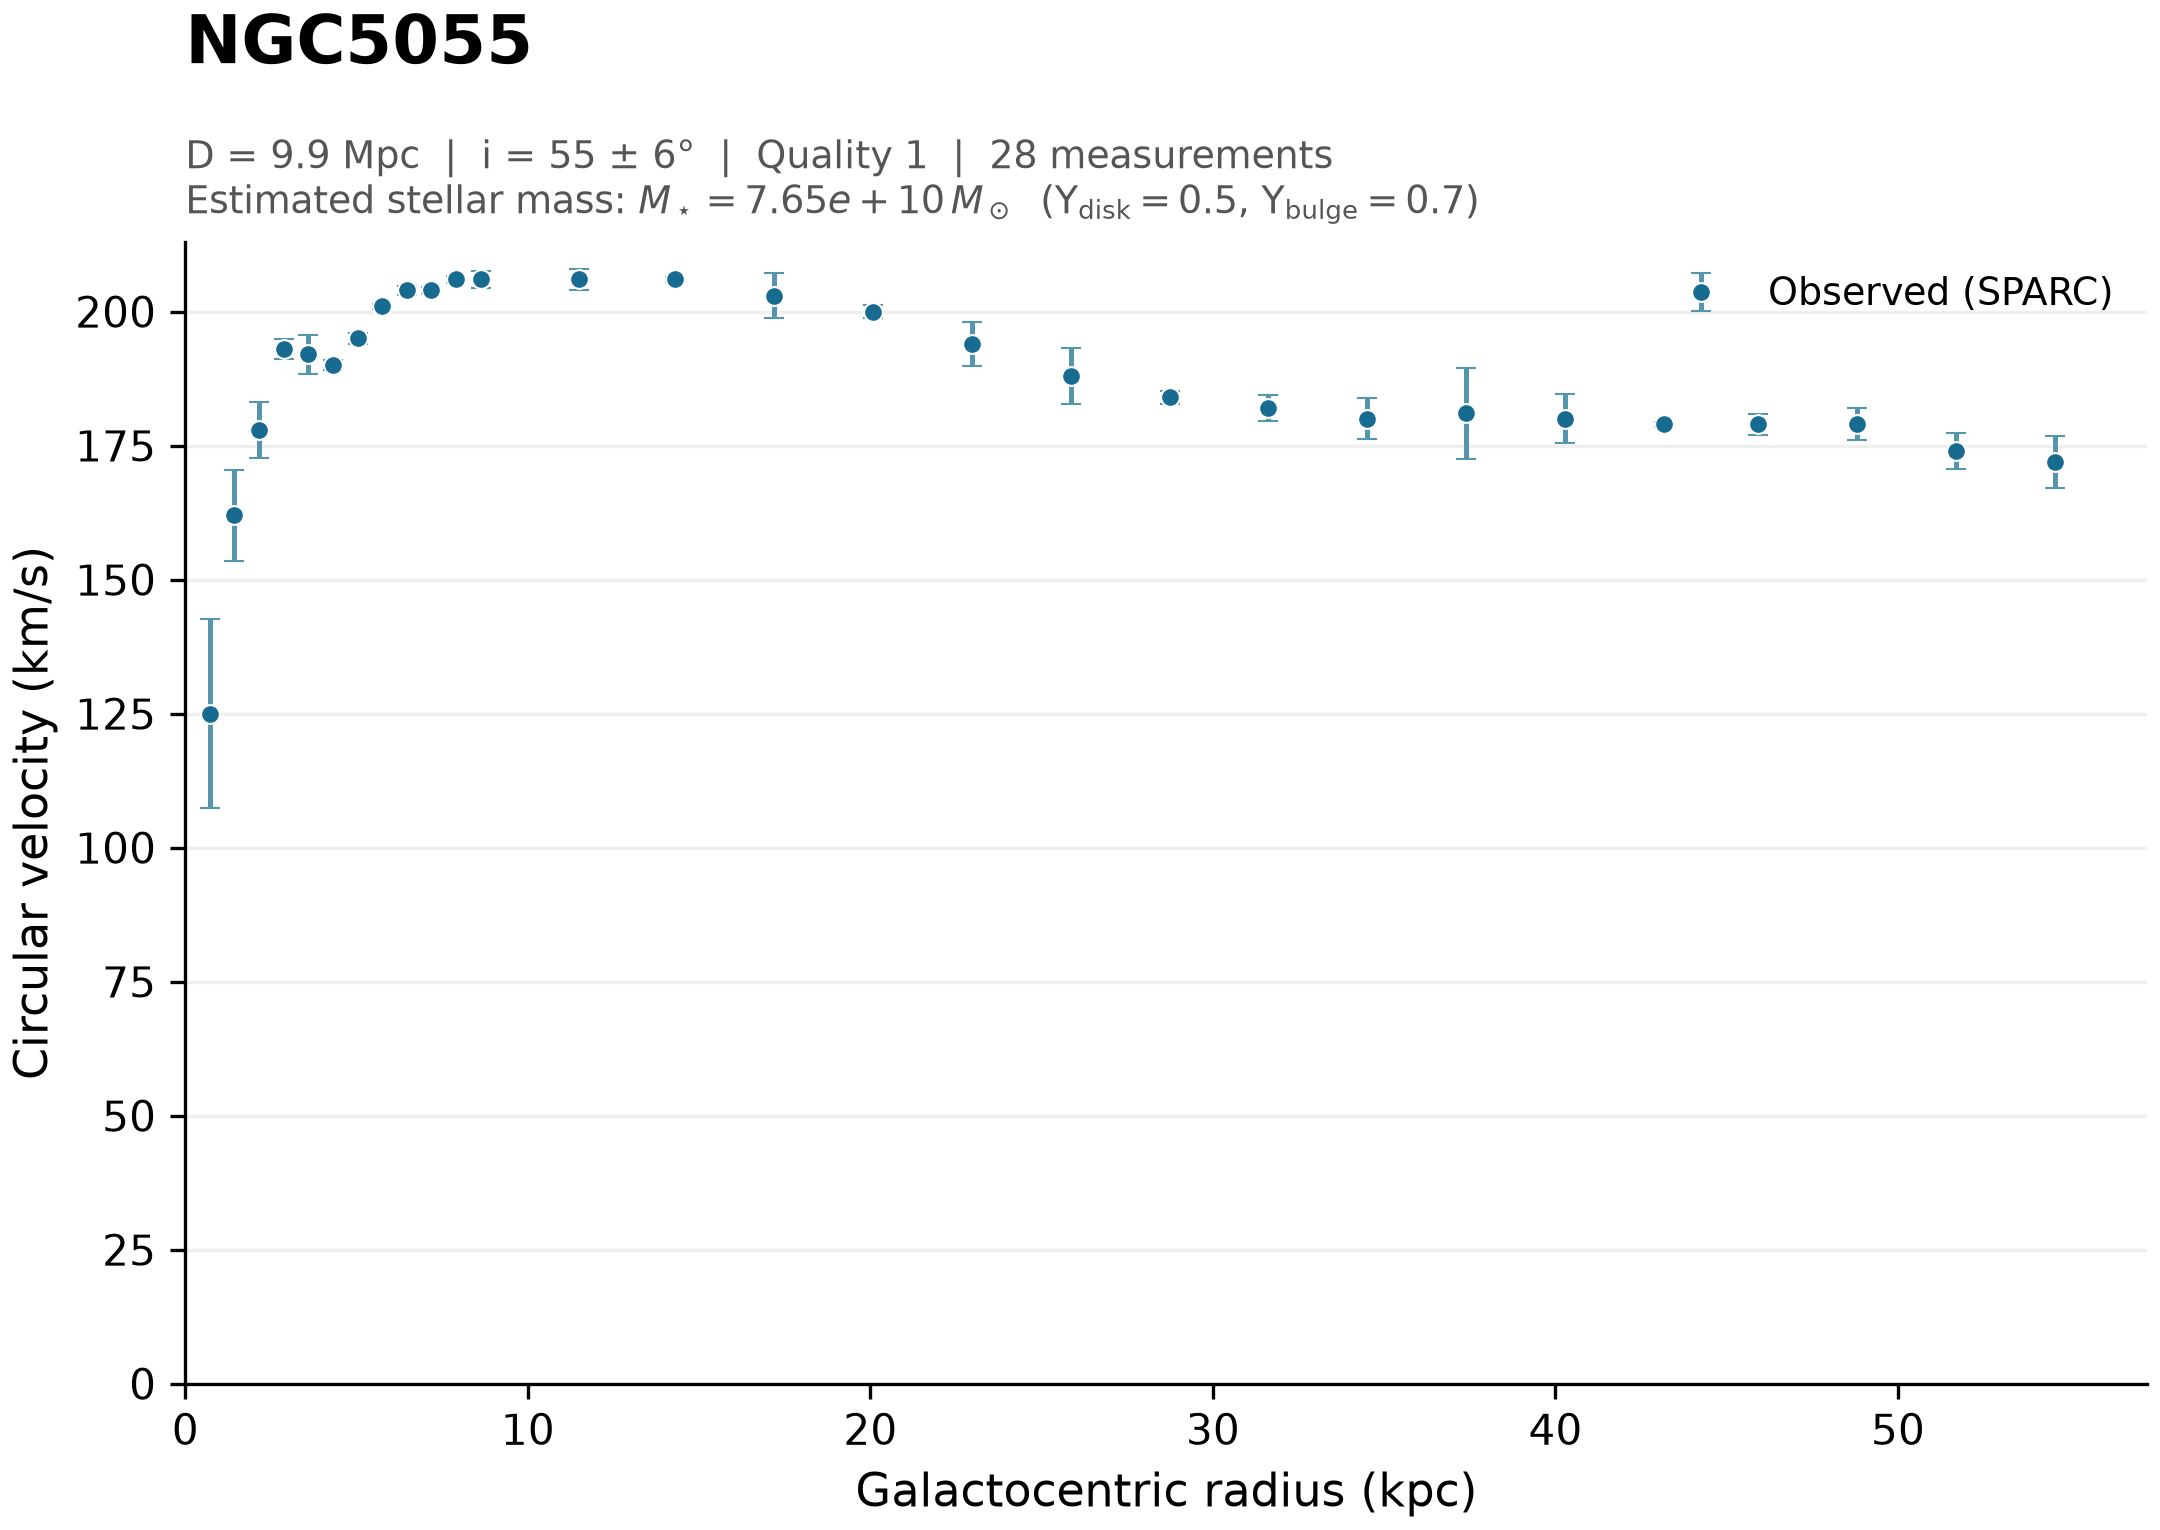 NGC5055
D = 9.9 Mpc | i = 55 ± 6° | Quality 1 | 28 measurements
Estimated stellar mass: M⋆ = 7.65e + 10 M⊙ (Ydisk = 0.5, Ybulge = 0.7)
Observed (SPARC)
Circular velocity (km/s)
200
175
150
125
100
75
50
25
0
0 10 20 30 40 50
Galactocentric radius (kpc)